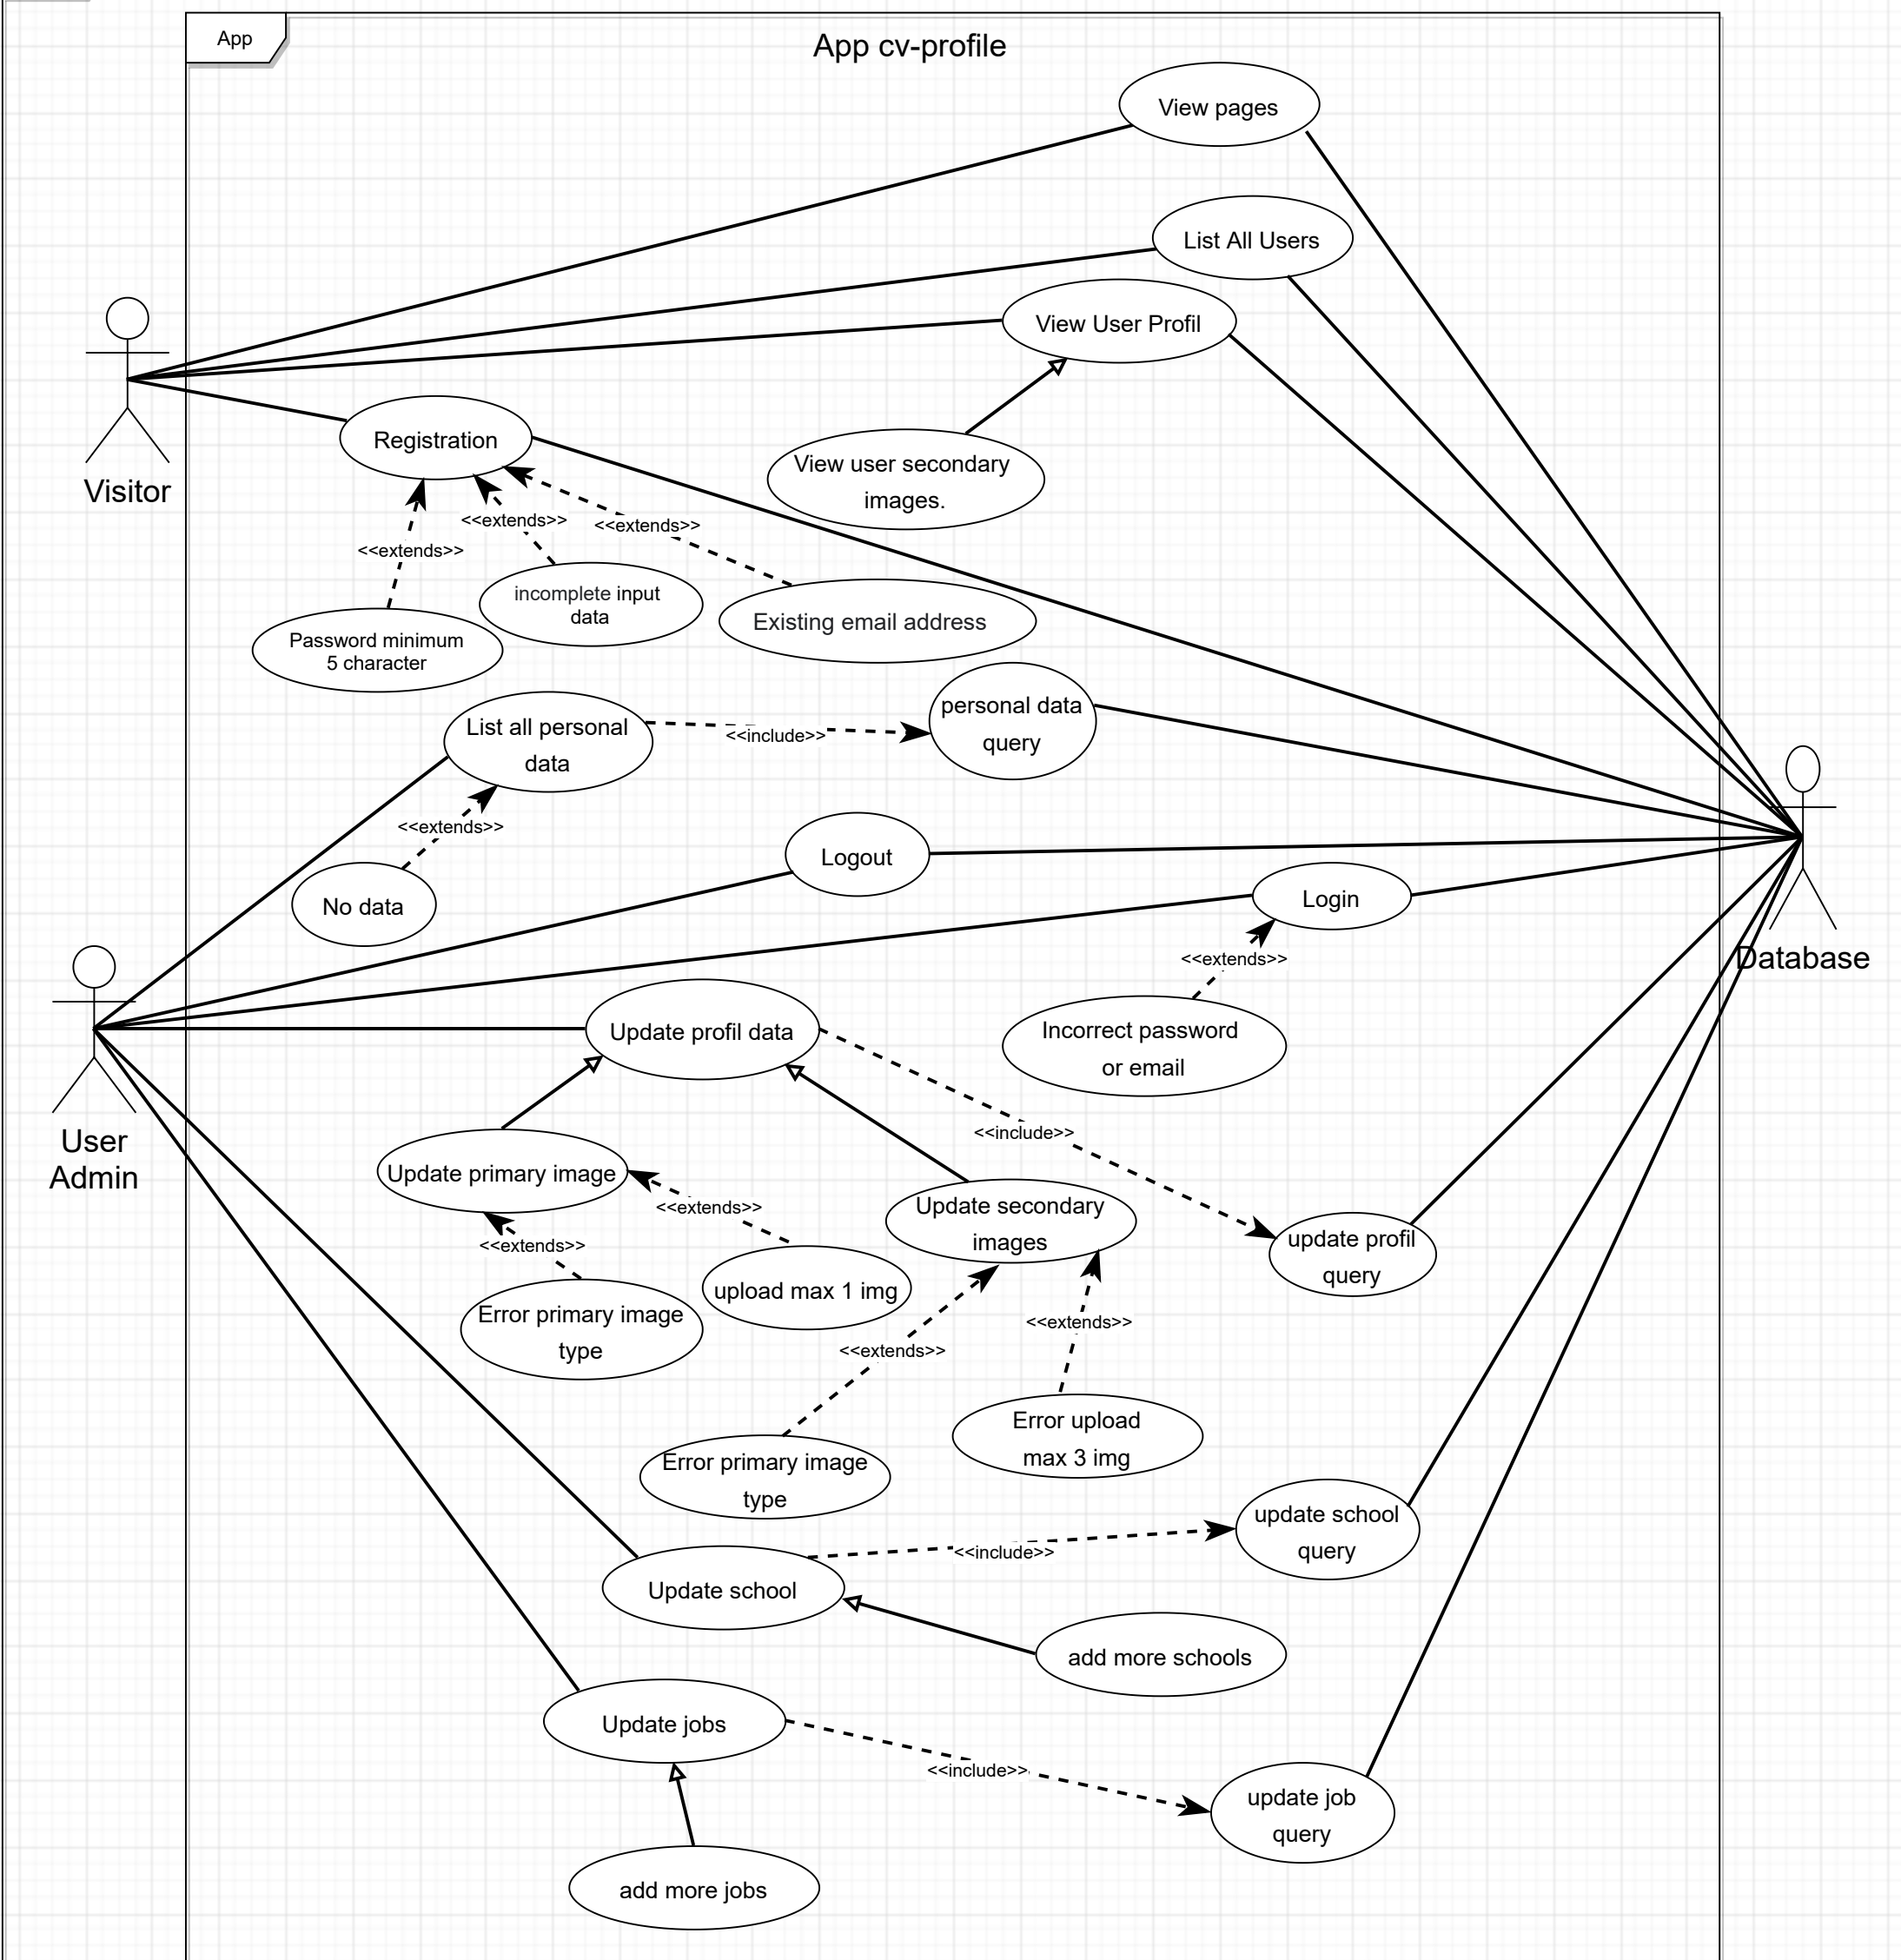 App
App cv-profile
View pages
List All Users
View User Profil
Visitor
Registration
View user secondary
images.
<<extends>>
<<extends>>
<<extends>>
incomplete input
data
Existing email address
Password minimum
5 character
List all personal
data
<<include>>
personal data
query
<<extends>>
No data
Logout
Login
<<extends>>
Database
Incorrect password
or email
User
Admin
Update profil data
<<include>>
Update primary image
<<extends>>
<<extends>>
Update secondary
images
update profil
query
upload max 1 img
Error primary image
type
<<extends>>
<<extends>>
Error upload
max 3 img
Error primary image
type
update school
query
<<include>>
Update school
add more schools
Update jobs
<<include>>
update job
query
add more jobs